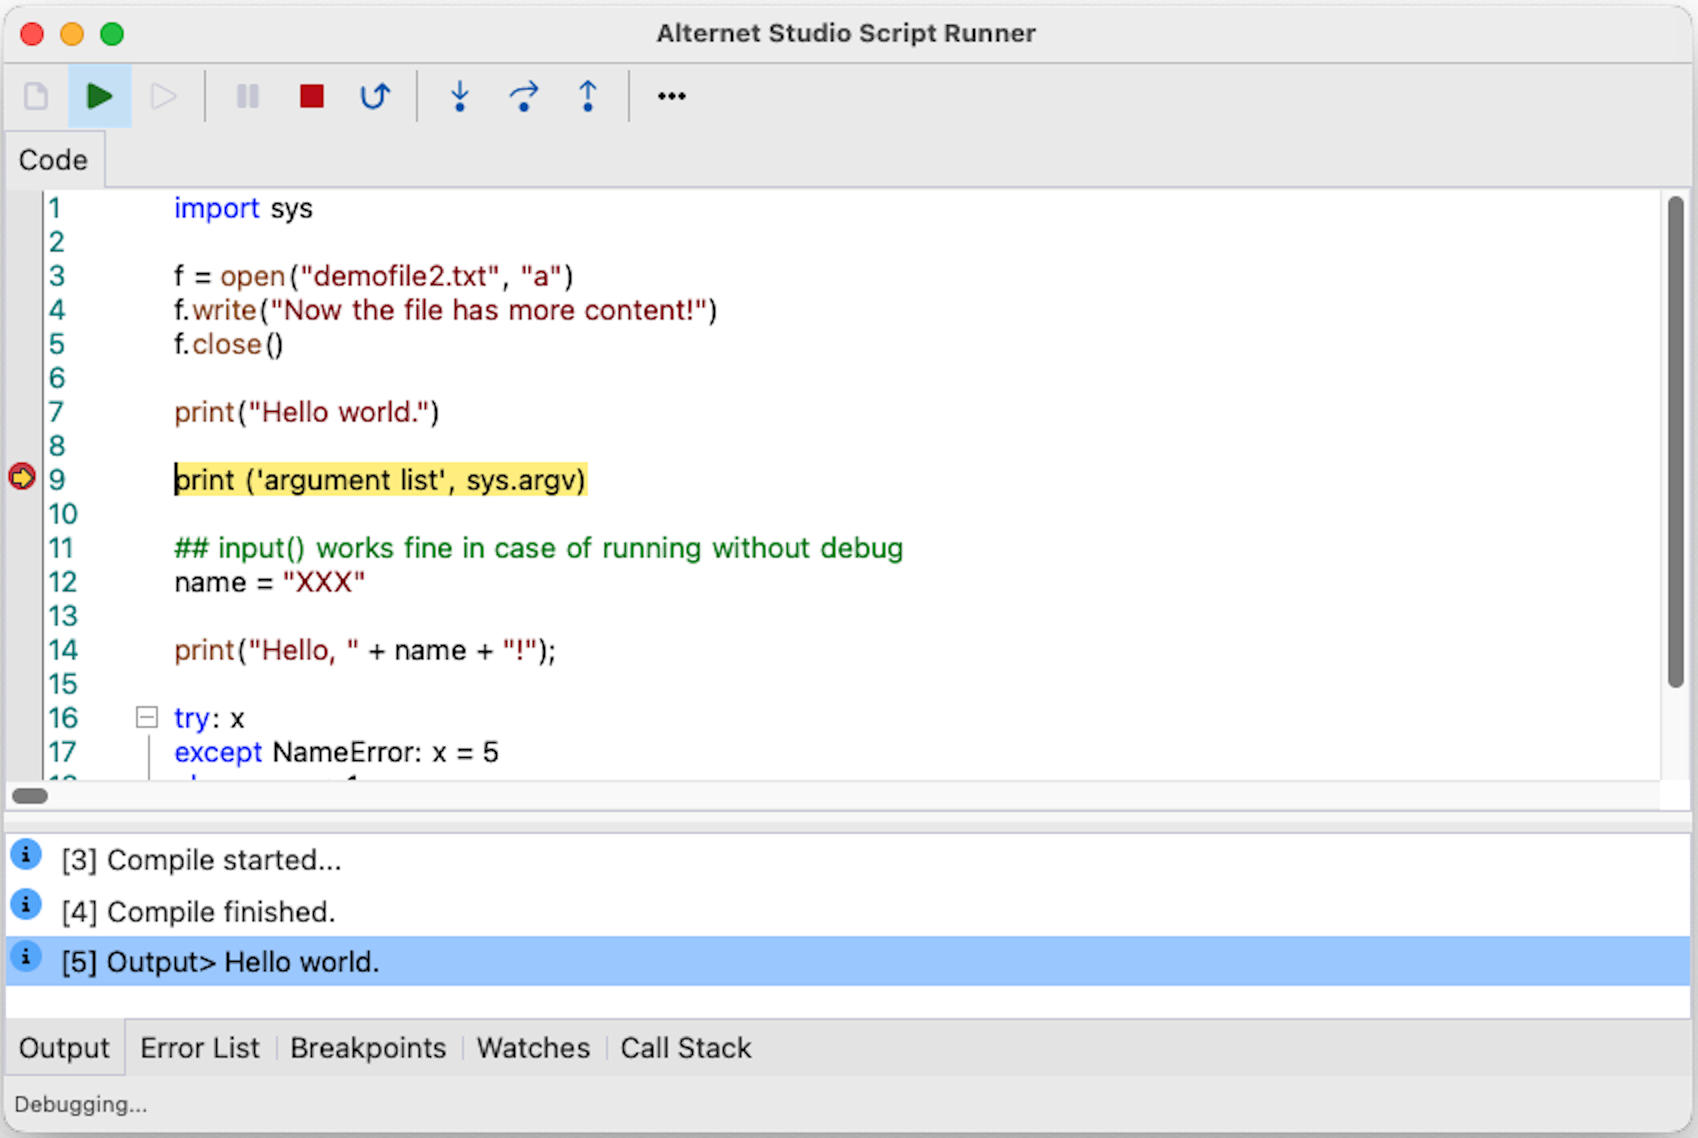 Alternet Studio Script Runner
Code
1 import sys
2
3 f = open("demofile2.txt", "a")
4 f.write("Now the file has more content!")
5 f.close()
6
7 print("Hello world.")
8
9 print ('argument list', sys.argv)
10
11 ## input() works fine in case of running without debug
12 name = "XXX"
13
14 print("Hello, " + name + "!");
15
16 try: x
17 except NameError: x = 5
[3] Compile started...
[4] Compile finished.
[5] Output> Hello world.
Output Error List Breakpoints Watches Call Stack
Debugging...